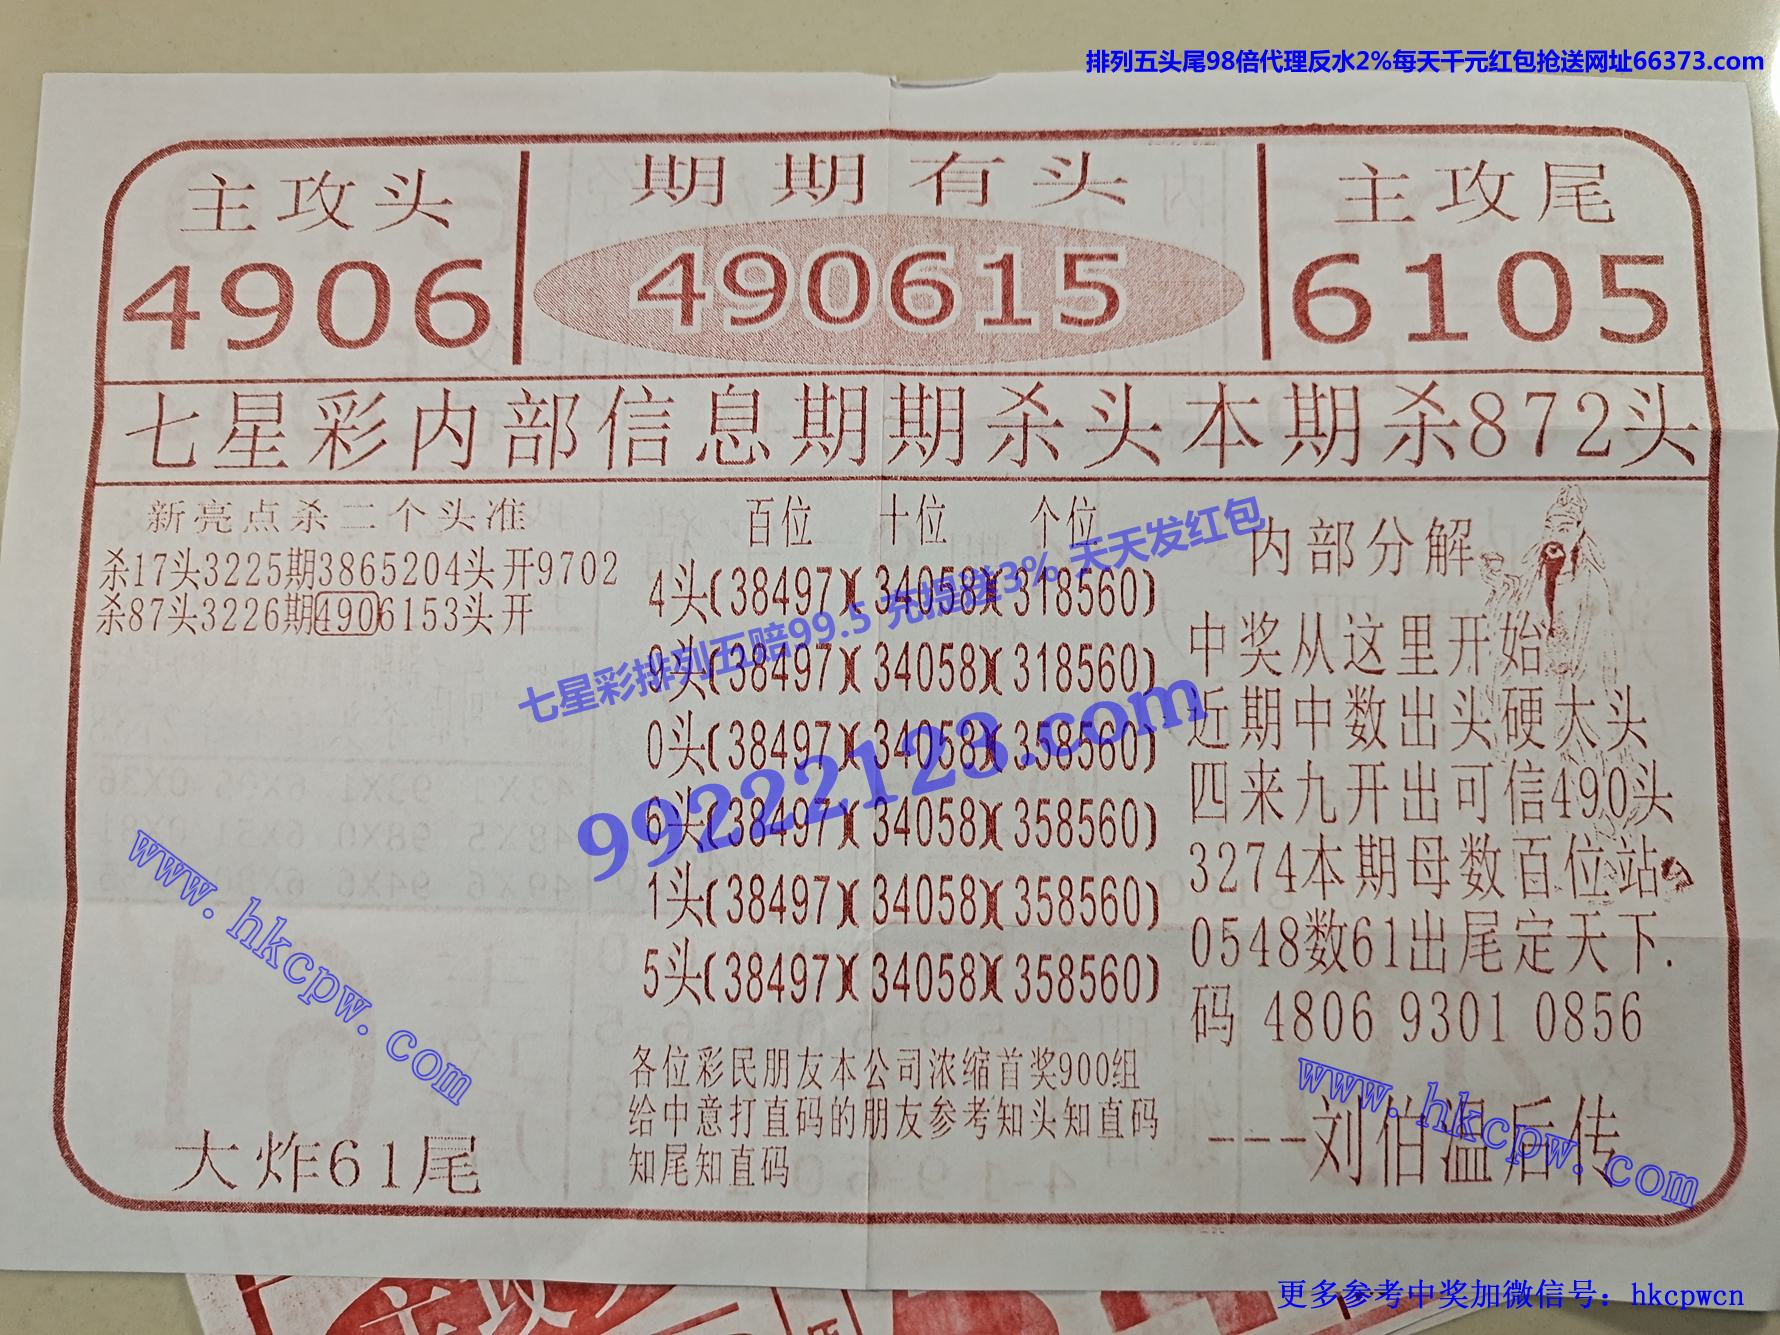 排列五头尾98倍代理反水2%每天千元红包抢送网址66373.com
主攻头
4906
期期有头
490615
主攻尾
6105
七星彩内部信息期期杀头本期杀872头
新亮点杀二个头准
杀17头3225期3865204头开9702
杀87头3226期4906153头开
大炸61尾
百位 十位 个位
4头(38497)(34058)(318560)
9头(38497)(34058)(318560)
0头(38497)(34058)(358560)
6头(38497)(34058)(358560)
1头(38497)(34058)(358560)
5头(38497)(34058)(358560)
各位彩民朋友本公司浓缩首奖900组
给中意打直码的朋友参考知头知直码
知尾知直码
内部分解
中奖从这里开始
近期中数出头硬大头
四来九开出可信490头
3274本期母数百位站
0548数61出尾定天下.
码 4806 9301 0856
---刘伯温后传
七星彩排列五赔99.5 充提送3% 天天发红包
99222123.com
www.hkcpw.com
www.hkcpw.com
主攻
更多参考中奖加微信号：hkcpwcn